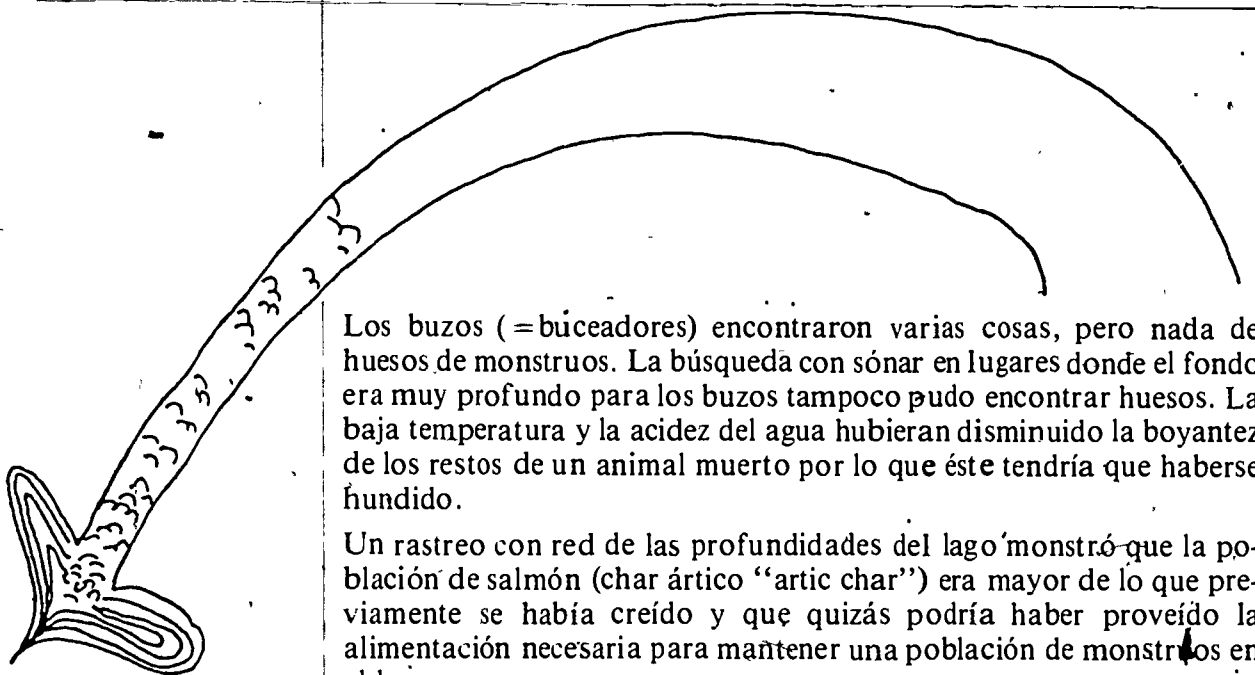 Los buzos (=buceadores) encontraron varias cosas, pero nada de
huesos de monstruos. La búsqueda con sónar en lugares donde el fondo
era muy profundo para los buzos tampoco pudo encontrar huesos. La
baja temperatura y la acidez del agua hubieran disminuido la boyantez
de los restos de un animal muerto por lo que éste tendría que haberse
hundido.
Un rastreo con red de las profundidades del lago monstró que la po-
blación de salmón (char ártico “artic char”) era mayor de lo que pre-
viamente se había creído y que quizás podría haber proveído la
alimentación necesaria para mantener una población de monstruos en